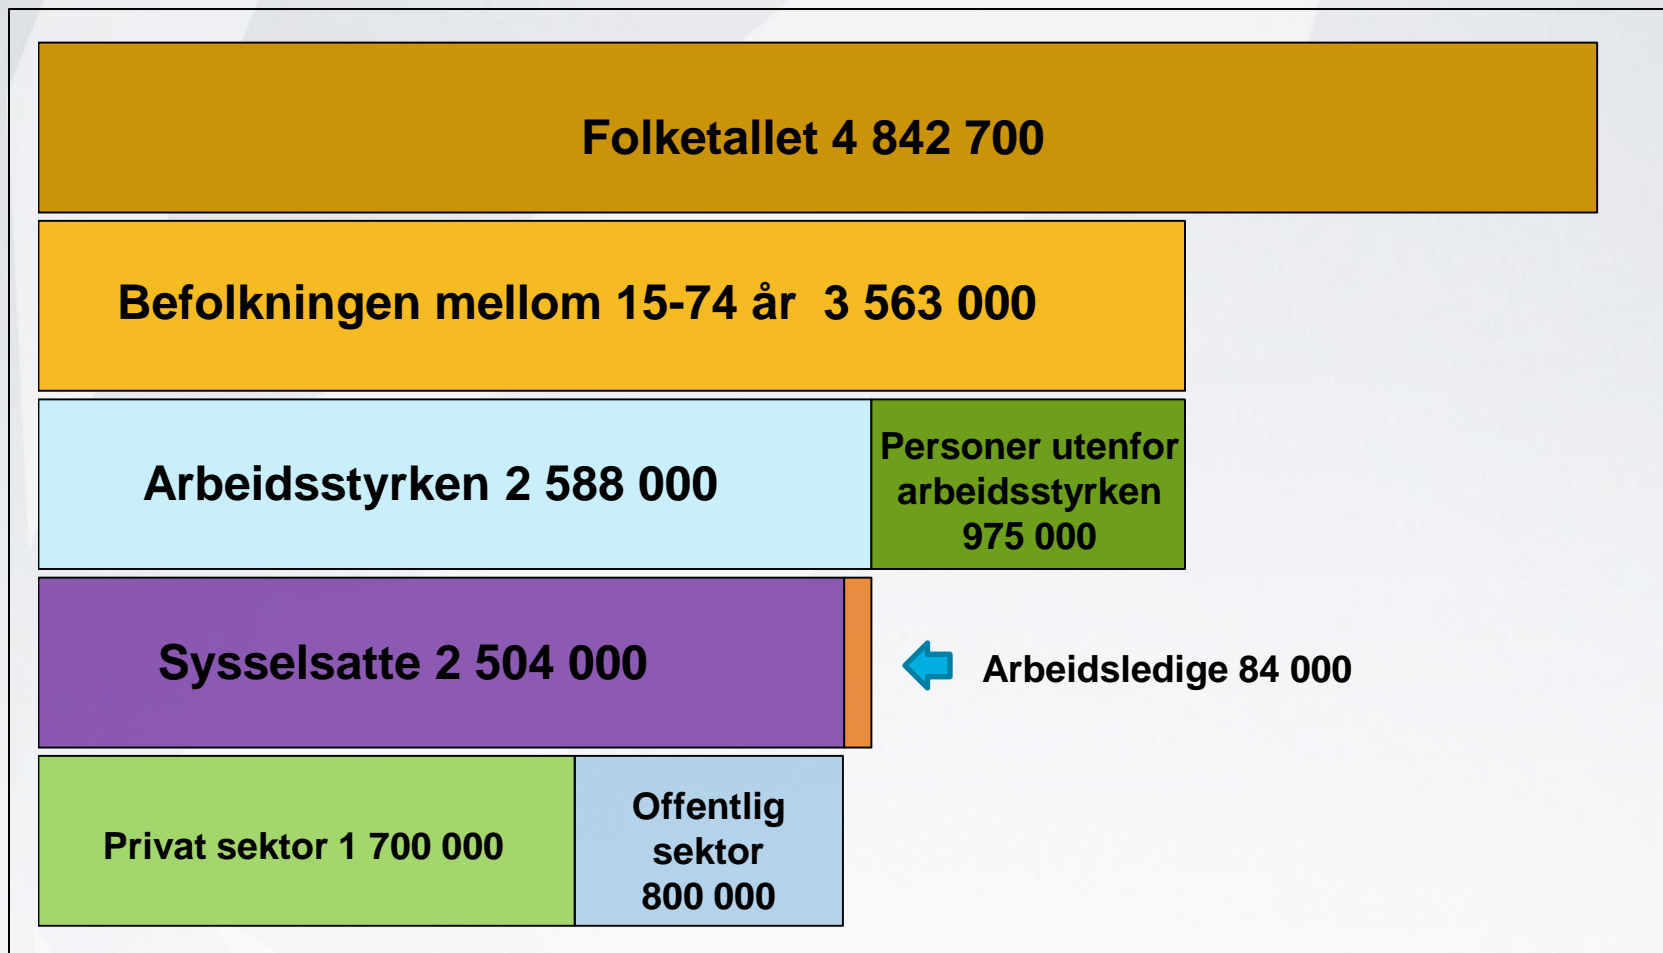 Folketallet 4 842 700
Befolkningen mellom 15-74 år 3 563 000
Arbeidsstyrken 2 588 000
Personer utenfor
arbeidsstyrken
975 000
Sysselsatte 2 504 000
Arbeidsledige 84 000
Privat sektor 1 700 000
Offentlig
sektor
800 000